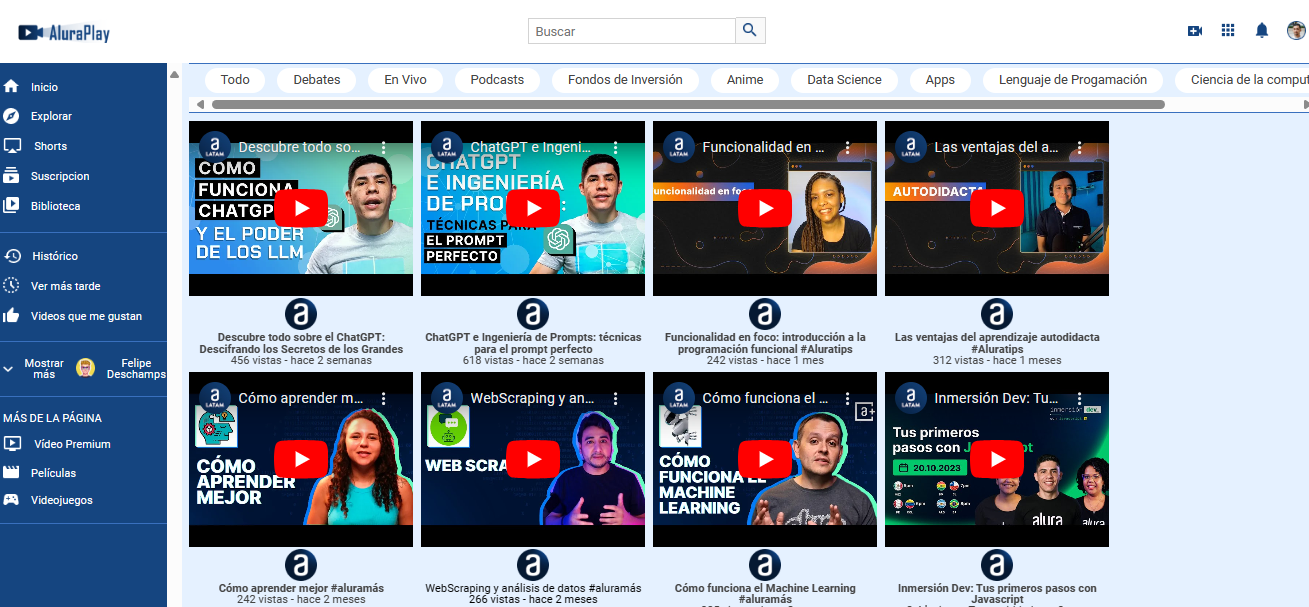 AluraPlay
Buscar
Inicio
Explorar
Shorts
Suscripcion
Biblioteca
Histórico
Ver más tarde
Videos que me gustan
Mostrar
más
Felipe
Deschamps
MÁS DE LA PÁGINA
Vídeo Premium
Películas
Videojuegos
Todo
Debates
En Vivo
Podcasts
Fondos de Inversión
Anime
Data Science
Apps
Lenguaje de Progamación
Ciencia de la comput
a
LATAM
Descubre todo so...
CÓMO
FUNCIONA
CHATGP
Y EL PODER
DE LOS LLM
a
Descubre todo sobre el ChatGPT:
Descifrando los Secretos de los Grandes
456 vistas - hace 2 semanas
a
LATAM
ChatGPT e Ingeni...
CHATGPT
E INGENIERÍA
DE PRO
:
TÉCNICAS PARA
EL PROMPT
PERFECTO
a
ChatGPT e Ingeniería de Prompts: técnicas
para el prompt perfecto
618 vistas - hace 2 semanas
a
LATAM
Funcionalidad en ...
uncionalidad en foc
a
Funcionalidad en foco: introducción a la
programación funcional #Aluratips
242 vistas - hace 1 mes
a
LATAM
Las ventajas del a...
AUTODIDACTA
a
Las ventajas del aprendizaje autodidacta
#Aluratips
312 vistas - hace 1 meses
a
LATAM
Cómo aprender m...
CÓMO
APRENDER
MEJOR
a
Cómo aprender mejor #aluramás
242 vistas - hace 2 meses
a
LATAM
WebScraping y an...
WEB SCRA
a
WebScraping y análisis de datos #aluramás
266 vistas - hace 2 meses
a
LATAM
Cómo funciona el ...
a+
CÓMO
FUNCIONA EL
MACHINE
LEARNING
alura
a
Cómo funciona el Machine Learning
#aluramás
a
LATAM
Inmersión Dev: Tu...
inmersión dev
Tus primeros
pasos con J
pt
20.10.2023
alura
alura
a
Inmersión Dev: Tus primeros pasos con
Javascript